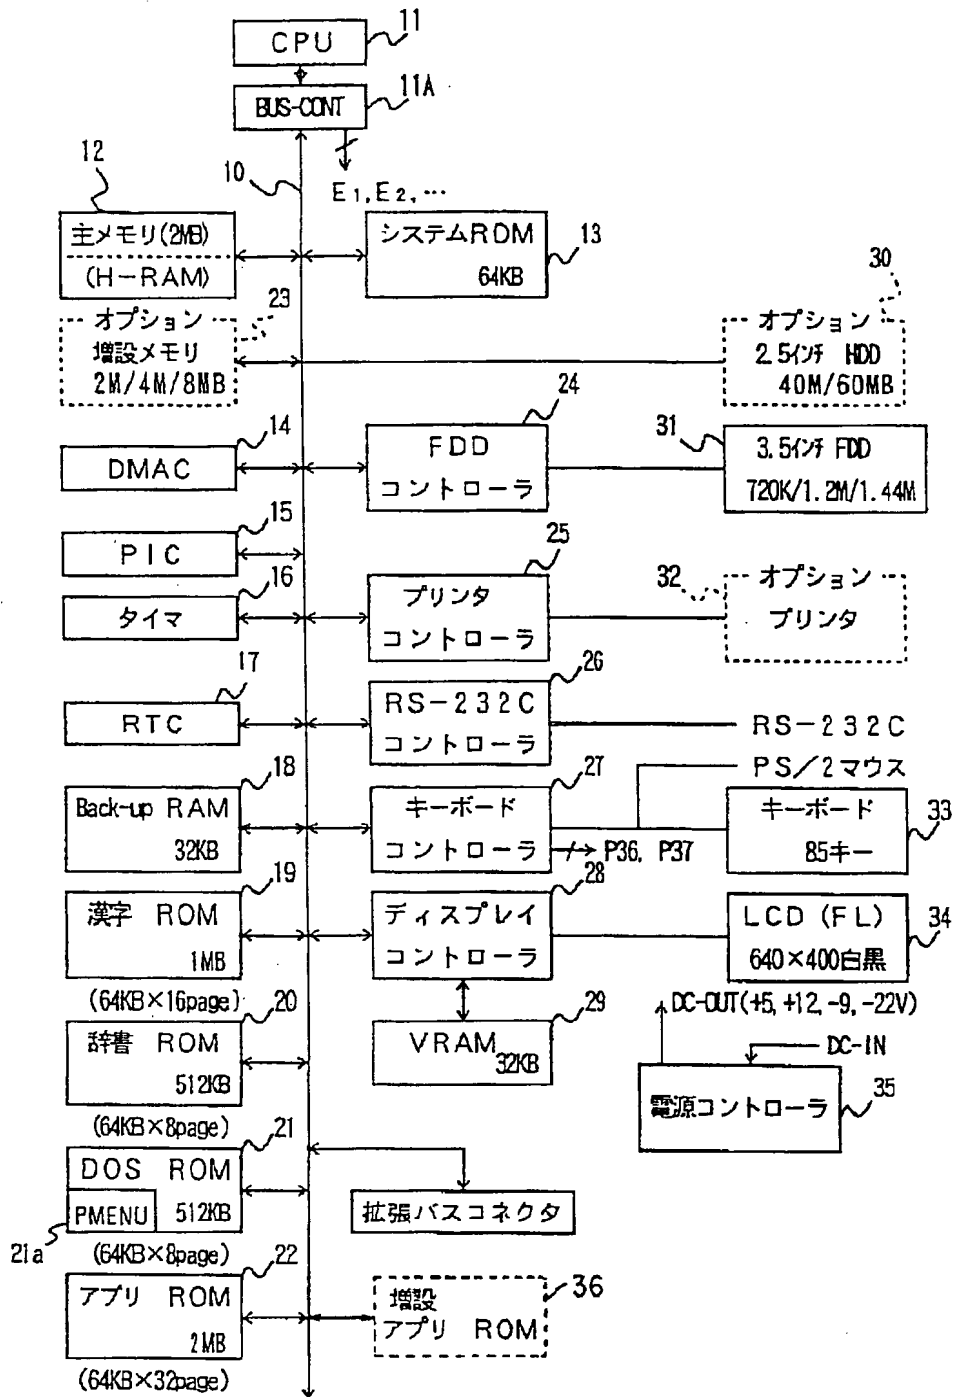 CPU
11
BUS-CONT
11A
12
10
E1, E2, …
主メモリ(2MB)
(H-RAM)
システムROM
64KB
13
23
オプション
増設メモリ
2M/4M/8MB
30
オプション
2.5インチ HDD
40M/60MB
14
DMAC
24
FDD
コントローラ
31
3.5インチ FDD
720K/1.2M/1.44M
15
PIC
16
タイマ
25
プリンタ
コントローラ
32
オプション
プリンタ
17
RTC
26
RS-232C
コントローラ
RS-232C
PS/2マウス
18
Back-up RAM
32KB
27
キーボード
コントローラ
P36, P37
キーボード
85キー
33
19
漢字 ROM
1MB
(64KB×16page)
28
ディスプレイ
コントローラ
LCD (FL)
640×400白黒
34
DC-OUT(+5, +12, -9, -22V)
20
辞書 ROM
512KB
(64KB×8page)
29
VRAM
32KB
DC-IN
電源コントローラ
35
21
DOS ROM
PMENU
512KB
21a
(64KB×8page)
拡張バスコネクタ
22
アプリ ROM
2MB
(64KB×32page)
増設
アプリ ROM
36